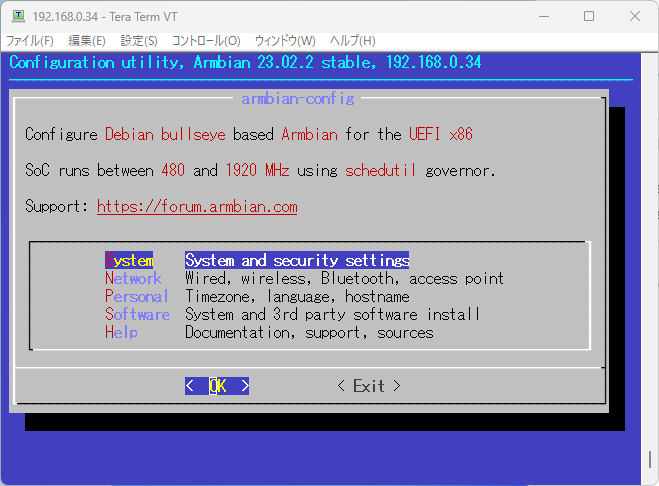 192.168.0.34 - Tera Term VT
ファイル(F) 編集(E) 設定(S) コントロール(O) ウィンドウ(W) ヘルプ(H)
Configuration utility, Armbian 23.02.2 stable, 192.168.0.34
armbian-config
Configure Debian bullseye based Armbian for the UEFI x86
SoC runs between 480 and 1920 MHz using schedutil governor.
Support: https://forum.armbian.com
System System and security settings
Network Wired, wireless, Bluetooth, access point
Personal Timezone, language, hostname
Software System and 3rd party software install
Help Documentation, support, sources
< OK > < Exit >